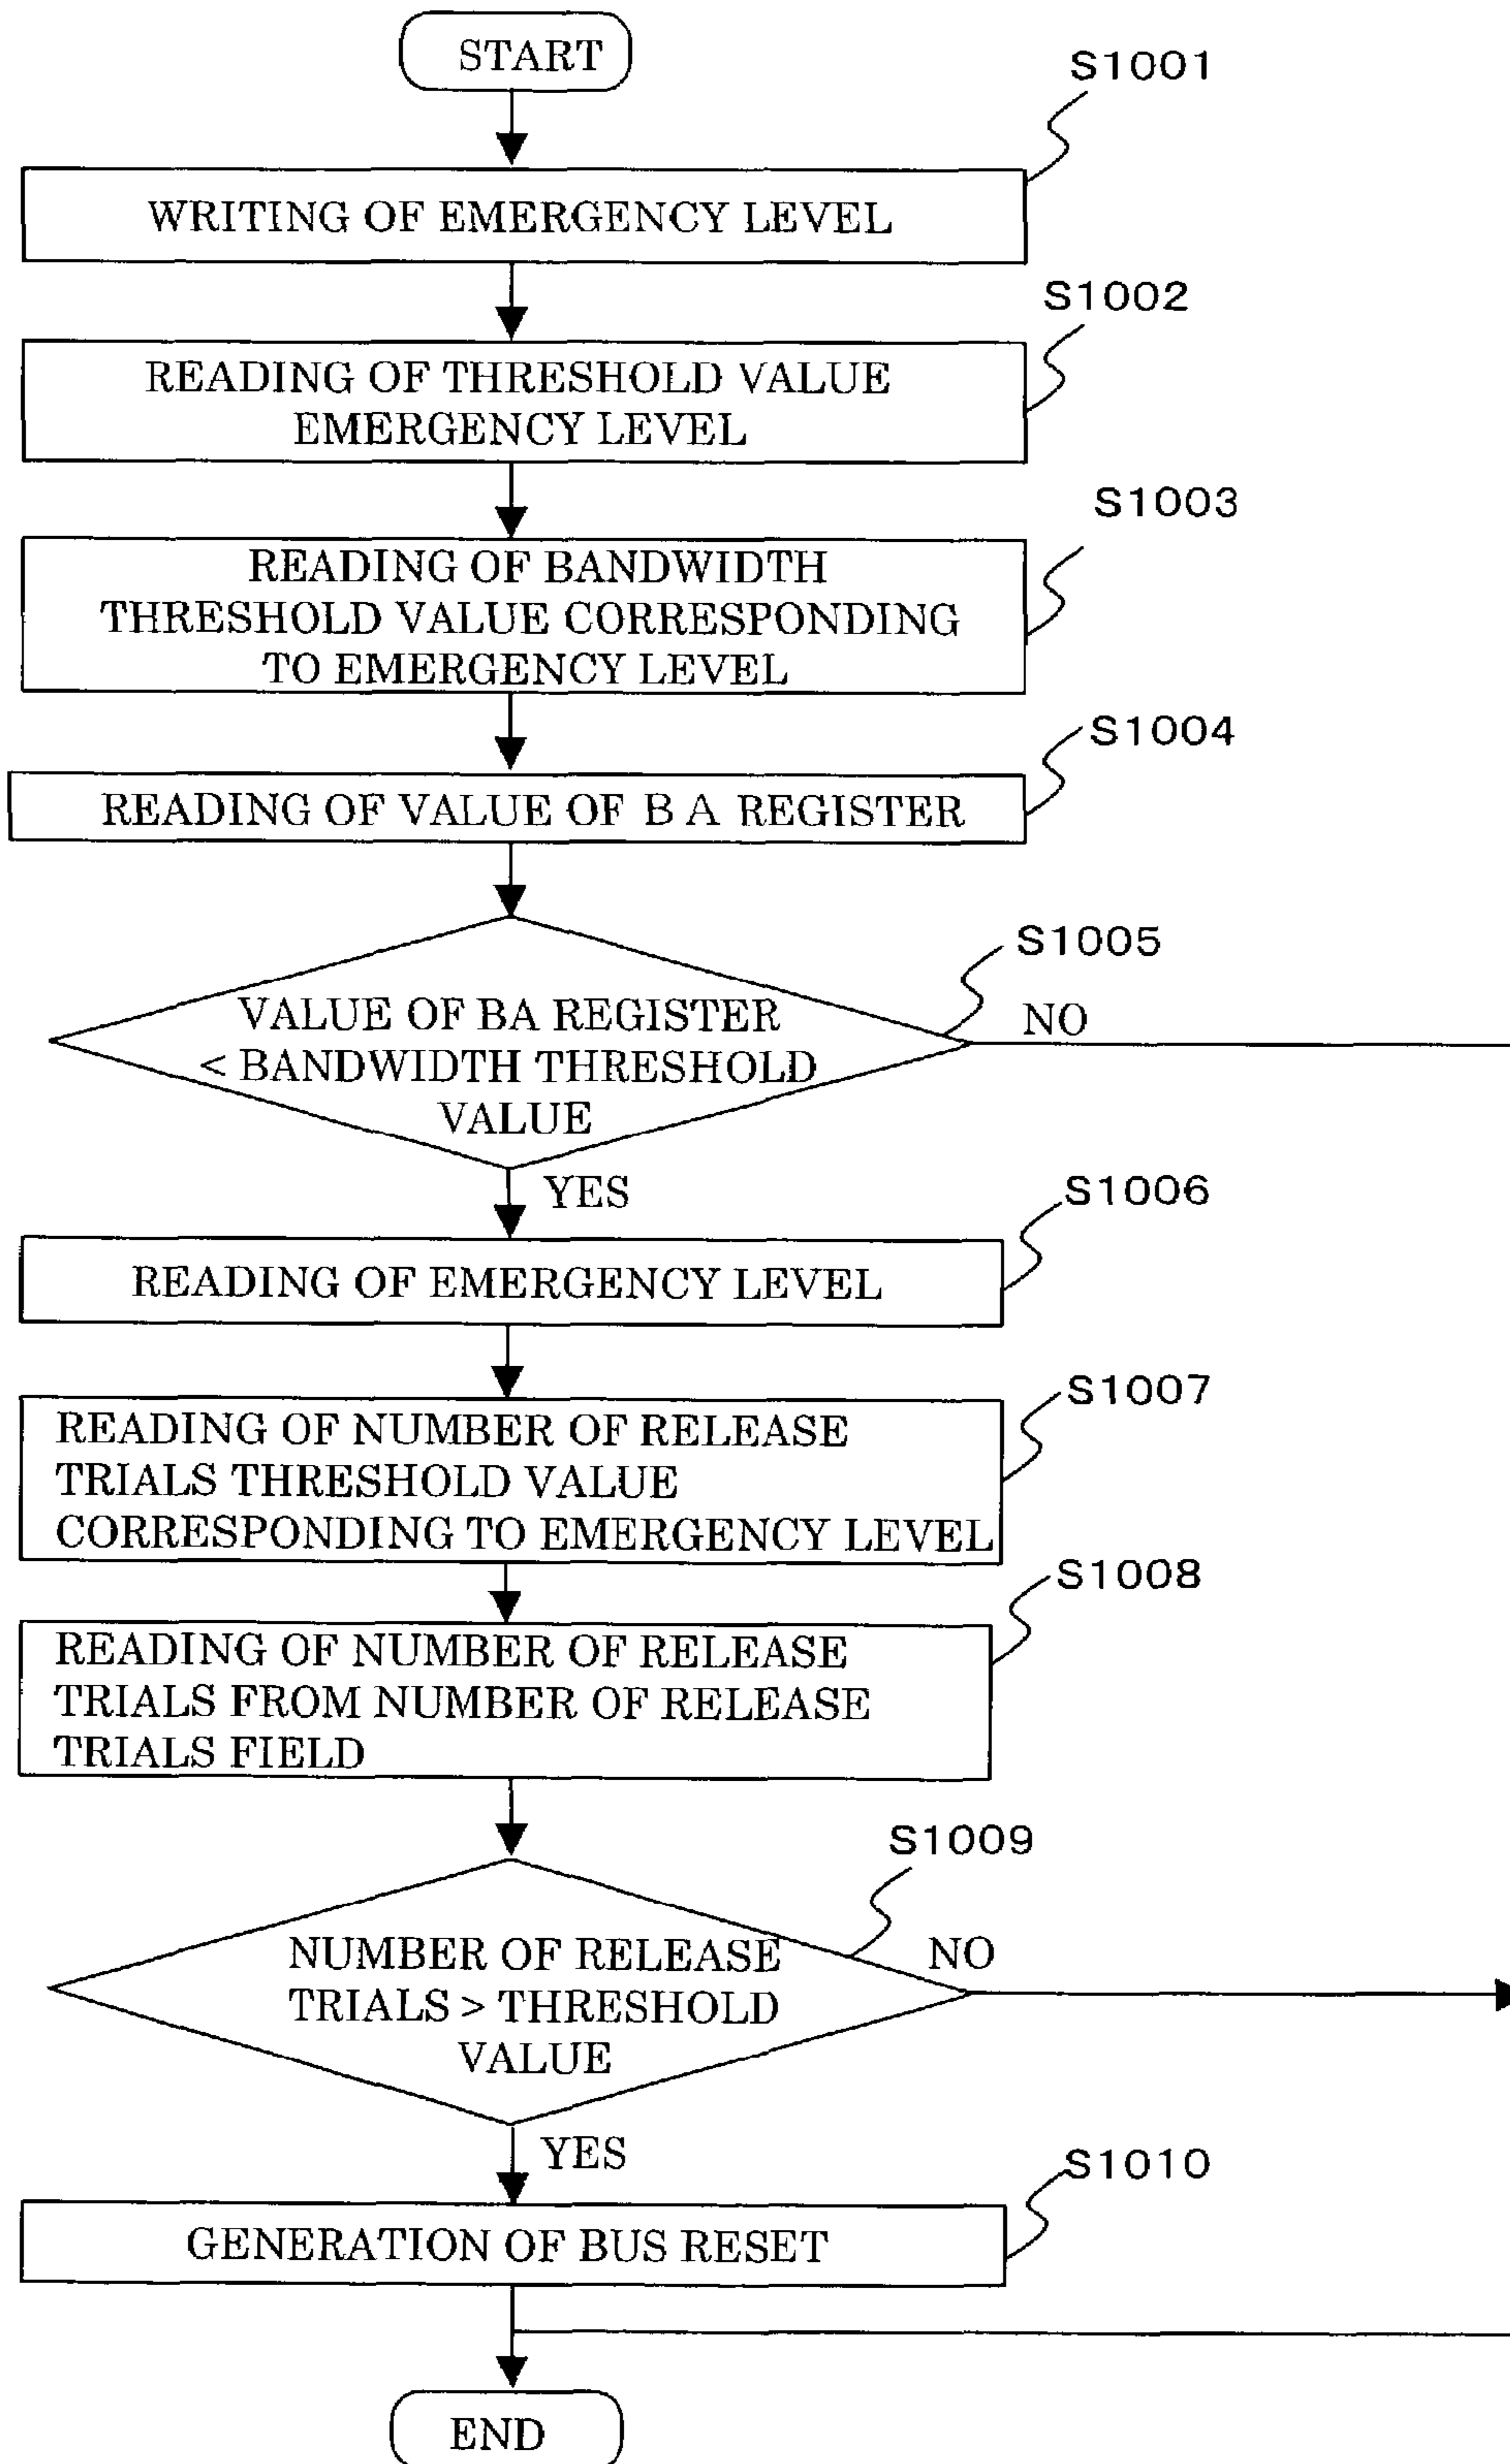 START
S1001
WRITING OF EMERGENCY LEVEL
S1002
READING OF THRESHOLD VALUE
EMERGENCY LEVEL
S1003
READING OF BANDWIDTH
THRESHOLD VALUE CORRESPONDING
TO EMERGENCY LEVEL
S1004
READING OF VALUE OF B A REGISTER
S1005
VALUE OF BA REGISTER
< BANDWIDTH THRESHOLD
VALUE
NO
YES
S1006
READING OF EMERGENCY LEVEL
S1007
READING OF NUMBER OF RELEASE
TRIALS THRESHOLD VALUE
CORRESPONDING TO EMERGENCY LEVEL
S1008
READING OF NUMBER OF RELEASE
TRIALS FROM NUMBER OF RELEASE
TRIALS FIELD
S1009
NUMBER OF RELEASE
TRIALS > THRESHOLD
VALUE
NO
YES
S1010
GENERATION OF BUS RESET
END